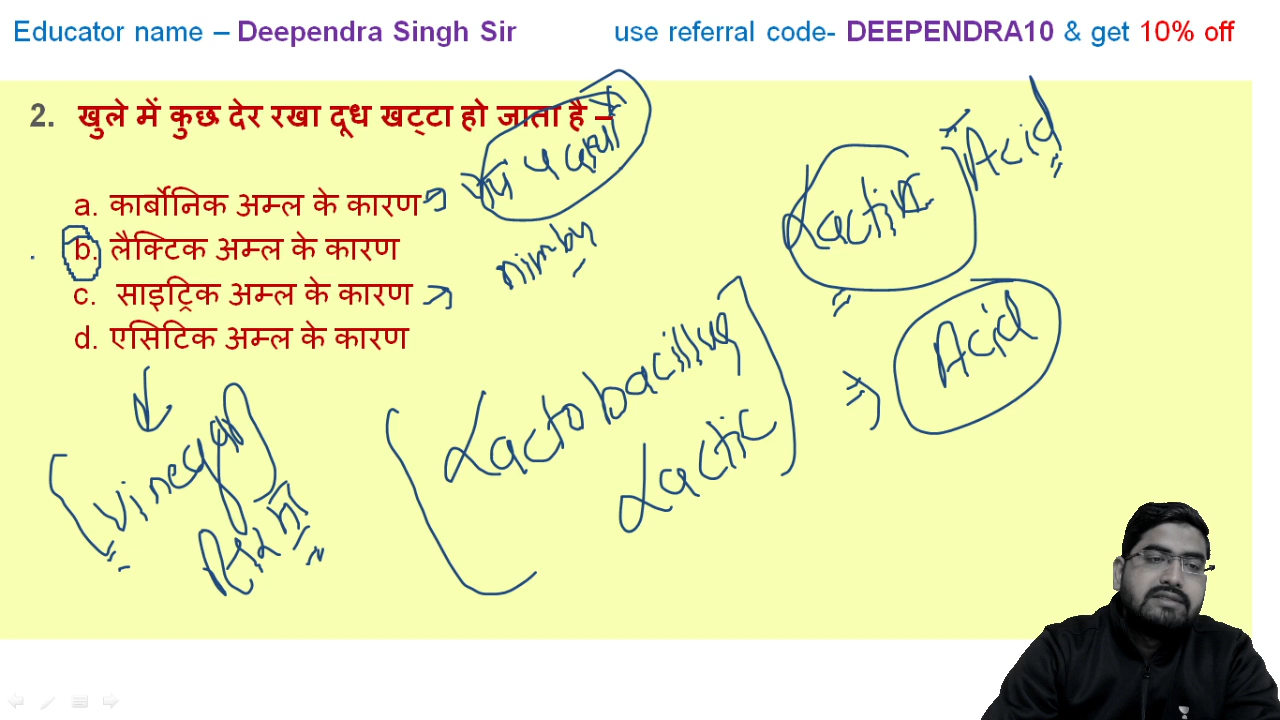 Educator name – Deependra Singh Sir use referral code- DEEPENDRA10 & get 10% off
2. खुले में कुछ देर रखा दूध खट्टा हो जाता है –
a. कार्बोनिक अम्ल के कारण
b. लैक्टिक अम्ल के कारण
c. साइट्रिक अम्ल के कारण
d. एसिटिक अम्ल के कारण
पेय पदार्थ
nimbu
Acid
Acid
Lactobacillus
Lactic
Vinegar